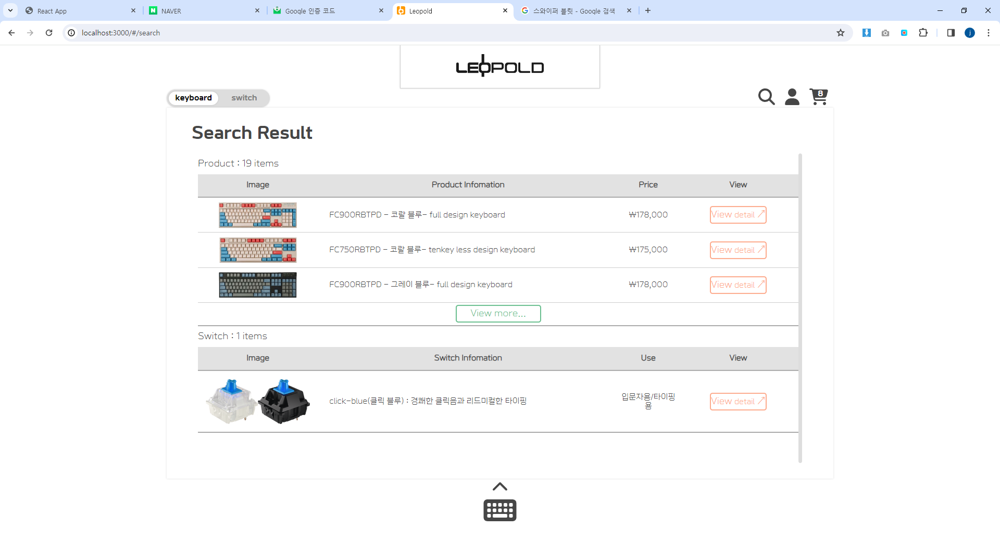 React App
NAVER
Google 인증 코드
Leopold
스와이퍼 블릿 - Google 검색
localhost:3000/#/search
j
LEOPOLD
keyboard
switch
8
Search Result
Product : 19 items
Image Product Infomation Price View
FC900RBTPD - 코랄 블루- full design keyboard ₩178,000 View detail ↗
FC750RBTPD - 코랄 블루- tenkey less design keyboard ₩175,000 View detail ↗
FC900RBTPD - 그레이 블루- full design keyboard ₩178,000 View detail ↗
View more...
Switch : 1 items
Image Switch Infomation Use View
click-blue(클릭 블루) : 경쾌한 클릭음과 리드미컬한 타이핑 입문자용/타이핑
용
View detail ↗